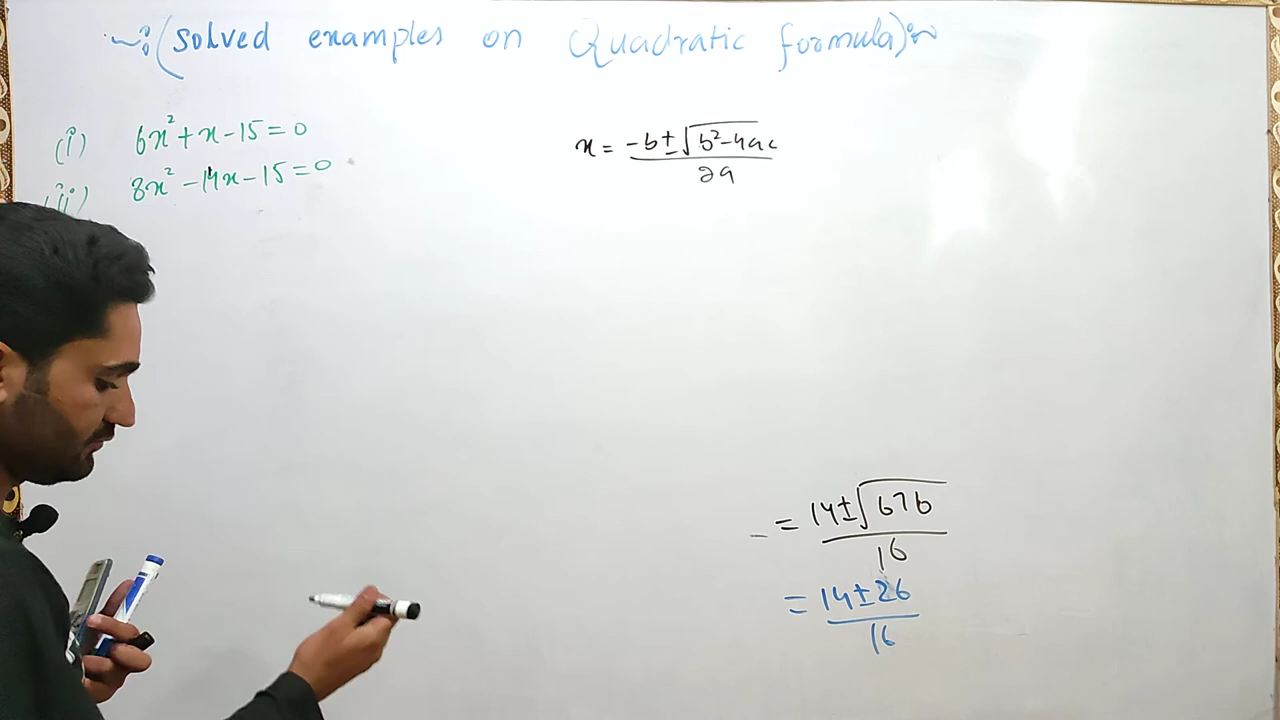 (solved examples on Quadratic formula)
(i) 6x² + x - 15 = 0
(ii) 8x² - 14x - 15 = 0
x = -b ± √b² - 4ac / 2a
= 14 ± √676 / 16
= 14 ± 26 / 16